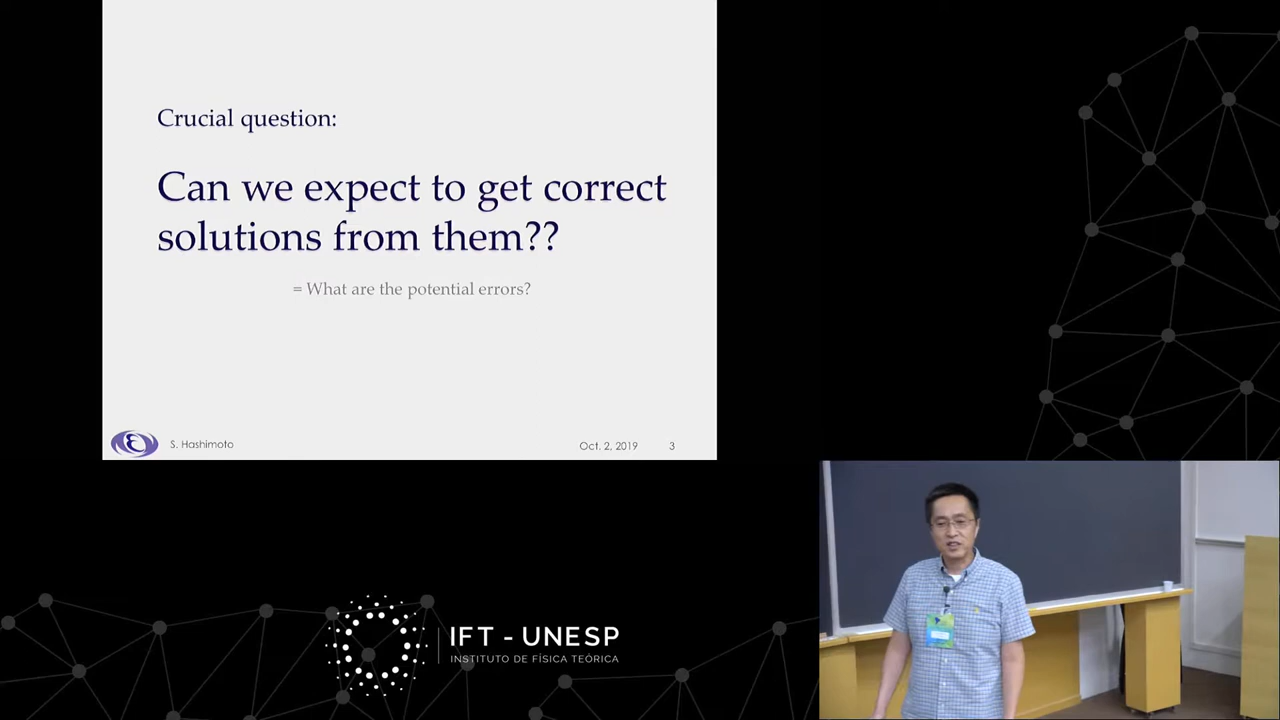 Crucial question:
Can we expect to get correct
solutions from them??
= What are the potential errors?
S. Hashimoto
Oct. 2, 2019
3
IFT - UNESP
INSTITUTO DE FÍSICA TEÓRICA